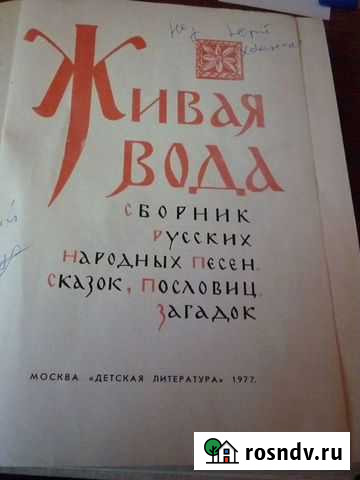 Живая
вода
Сборник
русских
народных песен,
сказок, пословиц,
загадок
МОСКВА «ДЕТСКАЯ ЛИТЕРАТУРА» 1977.
rosndv.ru